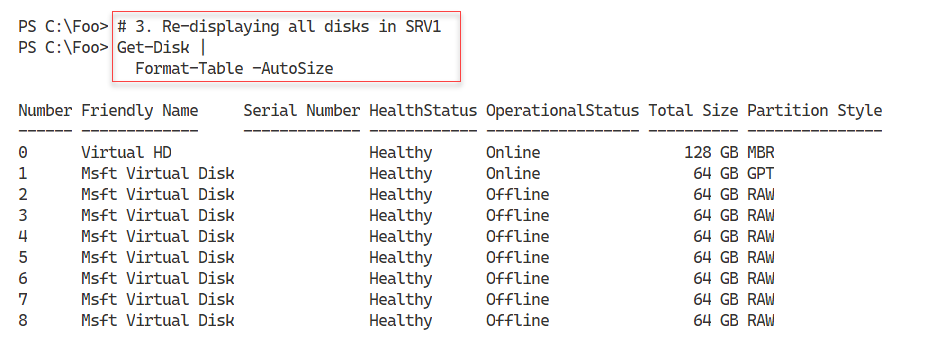 PS C:\Foo> # 3. Re-displaying all disks in SRV1
PS C:\Foo> Get-Disk |
  Format-Table -AutoSize
Number Friendly Name     Serial Number HealthStatus OperationalStatus Total Size Partition Style
------ -------------     ------------- ------------ ----------------- ---------- ---------------
0      Virtual HD                      Healthy      Online                128 GB MBR
1      Msft Virtual Disk               Healthy      Online                 64 GB GPT
2      Msft Virtual Disk               Healthy      Offline                64 GB RAW
3      Msft Virtual Disk               Healthy      Offline                64 GB RAW
4      Msft Virtual Disk               Healthy      Offline                64 GB RAW
5      Msft Virtual Disk               Healthy      Offline                64 GB RAW
6      Msft Virtual Disk               Healthy      Offline                64 GB RAW
7      Msft Virtual Disk               Healthy      Offline                64 GB RAW
8      Msft Virtual Disk               Healthy      Offline                64 GB RAW